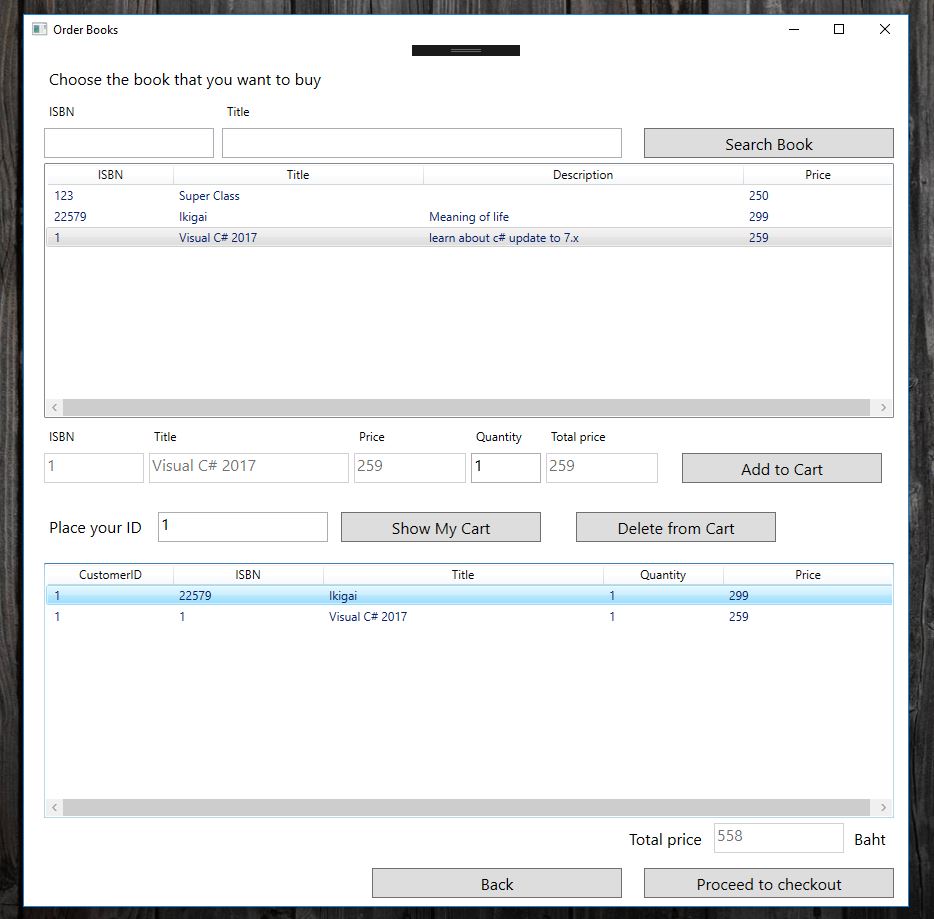 Order Books
Choose the book that you want to buy
ISBN Title
Search Book
ISBN Title Description Price
123 Super Class 250
22579 Ikigai Meaning of life 299
1 Visual C# 2017 learn about c# update to 7.x 259
ISBN Title Price Quantity Total price
1 Visual C# 2017 259 1 259 Add to Cart
Place your ID 1 Show My Cart Delete from Cart
CustomerID ISBN Title Quantity Price
1 22579 Ikigai 1 299
1 1 Visual C# 2017 1 259
Total price 558 Baht
Back Proceed to checkout